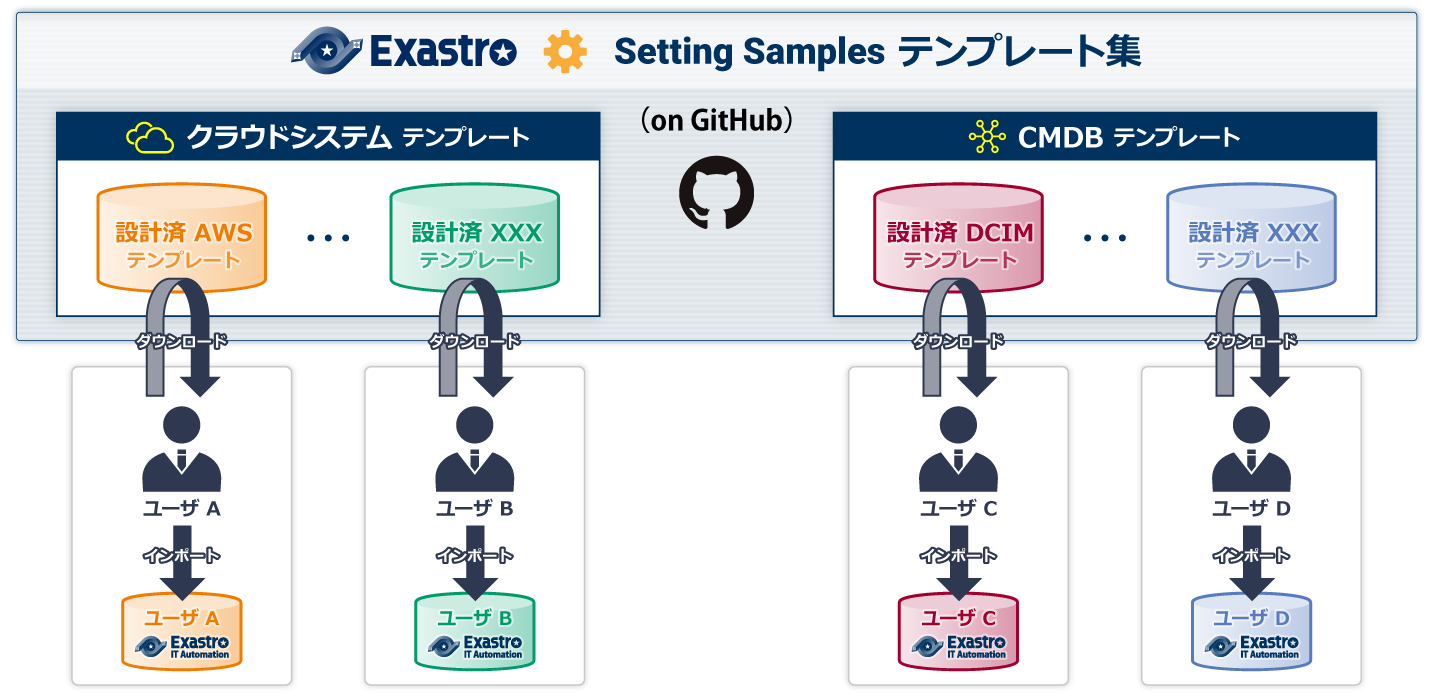 Exastro Setting Samples テンプレート集
クラウドシステム テンプレート
(on GitHub)
CMDB テンプレート
設計済 AWS
テンプレート
・・・
設計済 XXX
テンプレート
設計済 DCIM
テンプレート
・・・
設計済 XXX
テンプレート
ダウンロード
ダウンロード
ダウンロード
ダウンロード
ユーザ A
ユーザ B
ユーザ C
ユーザ D
インポート
インポート
インポート
インポート
ユーザ A
Exastro
IT Automation
ユーザ B
Exastro
IT Automation
ユーザ C
Exastro
IT Automation
ユーザ D
Exastro
IT Automation